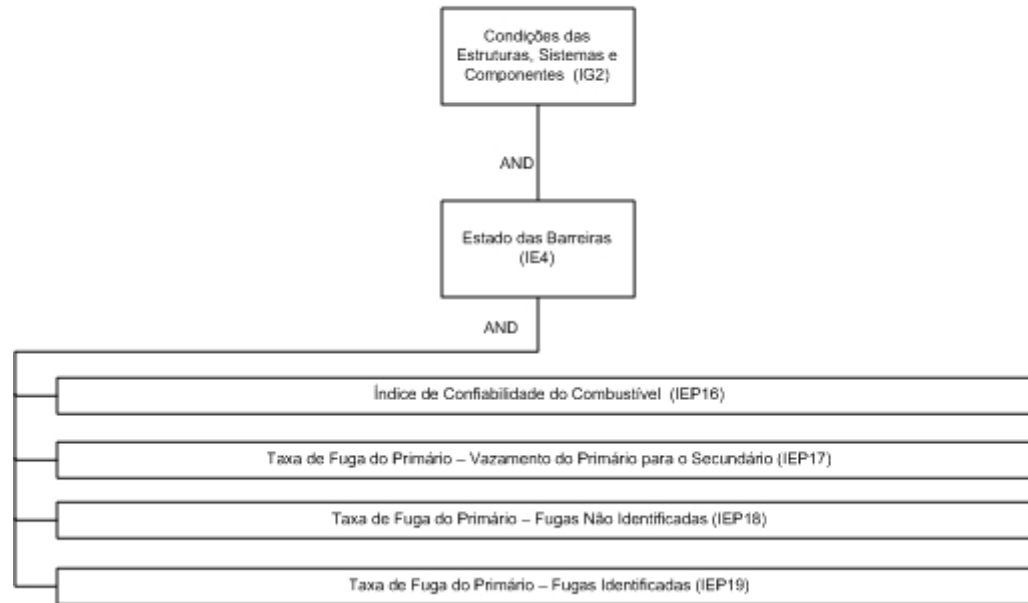 Condições das
Estruturas, Sistemas e
Componentes (IG2)
AND
Estado das Barreiras
(IE4)
AND
Índice de Confiabilidade do Combustível (IEP16)
Taxa de Fuga do Primário – Vazamento do Primário para o Secundário (IEP17)
Taxa de Fuga do Primário – Fugas Não Identificadas (IEP18)
Taxa de Fuga do Primário – Fugas Identificadas (IEP19)